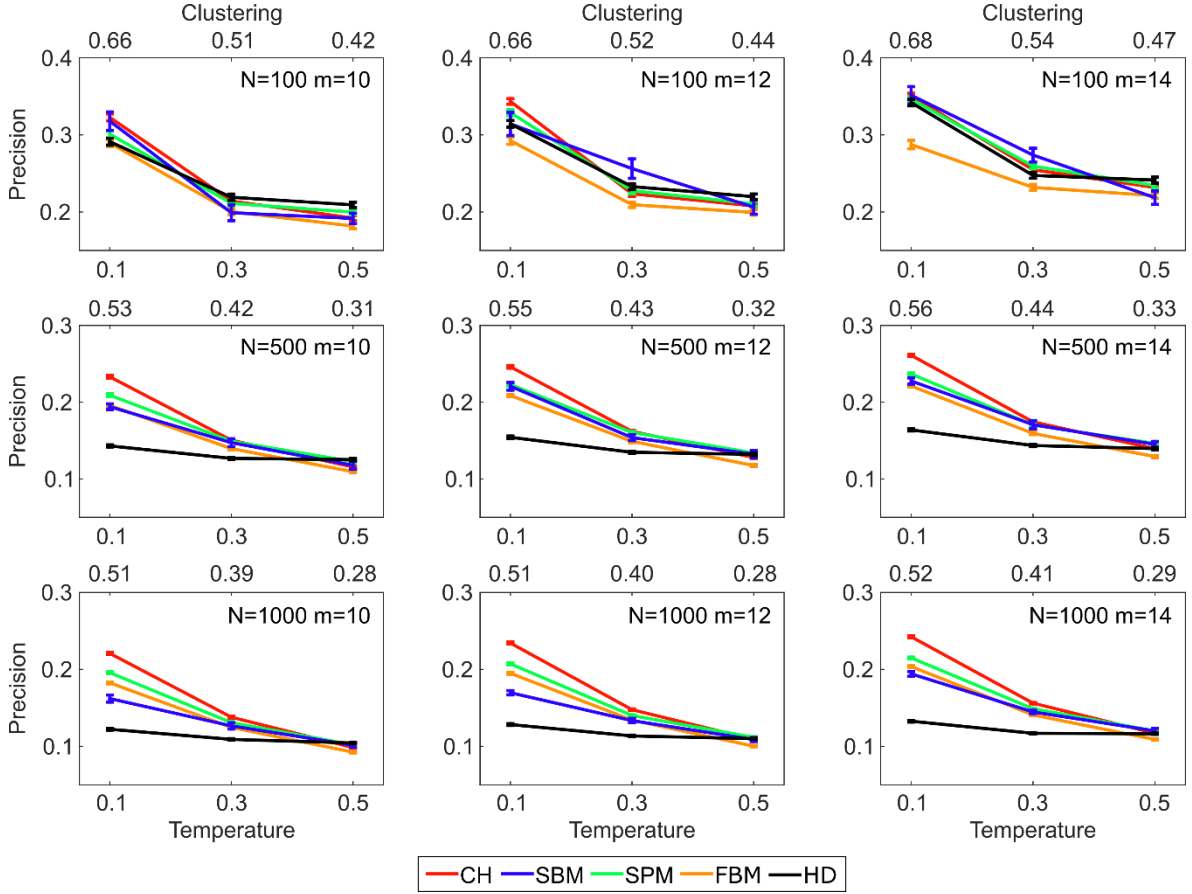 Clustering Clustering Clustering
0.66 0.51 0.42 0.66 0.52 0.44 0.68 0.54 0.47
0.4 0.4 0.4
N=100 m=10 N=100 m=12 N=100 m=14
Precision
0.3 0.3 0.3
0.2 0.2 0.2
0.1 0.3 0.5 0.1 0.3 0.5 0.1 0.3 0.5
0.53 0.42 0.31 0.55 0.43 0.32 0.56 0.44 0.33
0.3 0.3 0.3
N=500 m=10 N=500 m=12 N=500 m=14
Precision
0.2 0.2 0.2
0.1 0.1 0.1
0.1 0.3 0.5 0.1 0.3 0.5 0.1 0.3 0.5
0.51 0.39 0.28 0.51 0.40 0.28 0.52 0.41 0.29
0.3 0.3 0.3
N=1000 m=10 N=1000 m=12 N=1000 m=14
Precision
0.2 0.2 0.2
0.1 0.1 0.1
0.1 0.3 0.5 0.1 0.3 0.5 0.1 0.3 0.5
Temperature Temperature Temperature
CH SBM SPM FBM HD